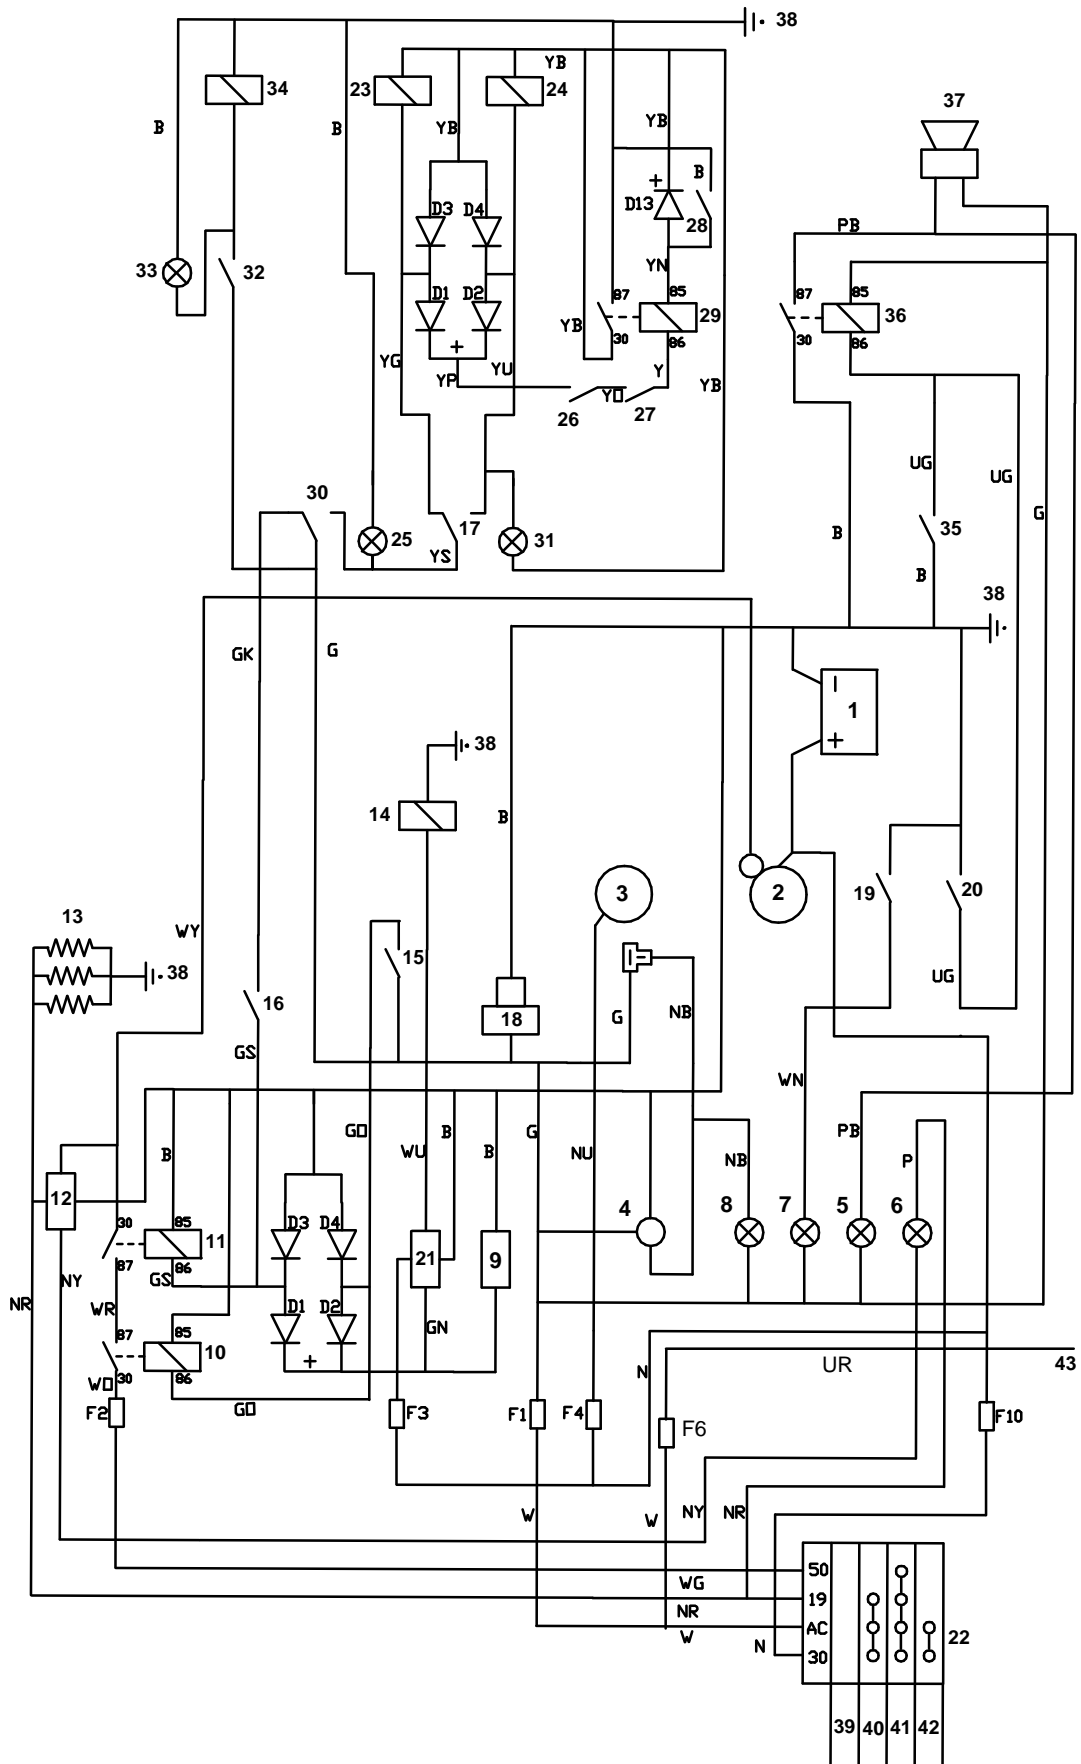 38
34
23
24
YB
37
B
B
YB
YB
B
D3
D4
D13
28
PB
33
32
YN
87
85
87
85
D1
D2
29
36
YB
30
86
30
86
YG
YU
Y
YB
YP
YO
26
27
UG
UG
30
17
G
25
31
35
YS
B
B
38
GK
G
1
38
14
B
3
2
19
20
13
WY
15
38
16
UG
18
G
NB
GS
WN
GO
B
G
PB
WU
B
NU
P
B
NB
12
4
8
7
5
6
30
85
D3
D4
11
21
9
87
86
GS
NY
NR
WR
D1
D2
GN
87
85
10
N
UR
43
WO
30
86
F2
GO
F3
F1
F4
F6
F10
W
W
NY
NR
50
WG
19
NR
AC
W
N
30
22
39
40
41
42